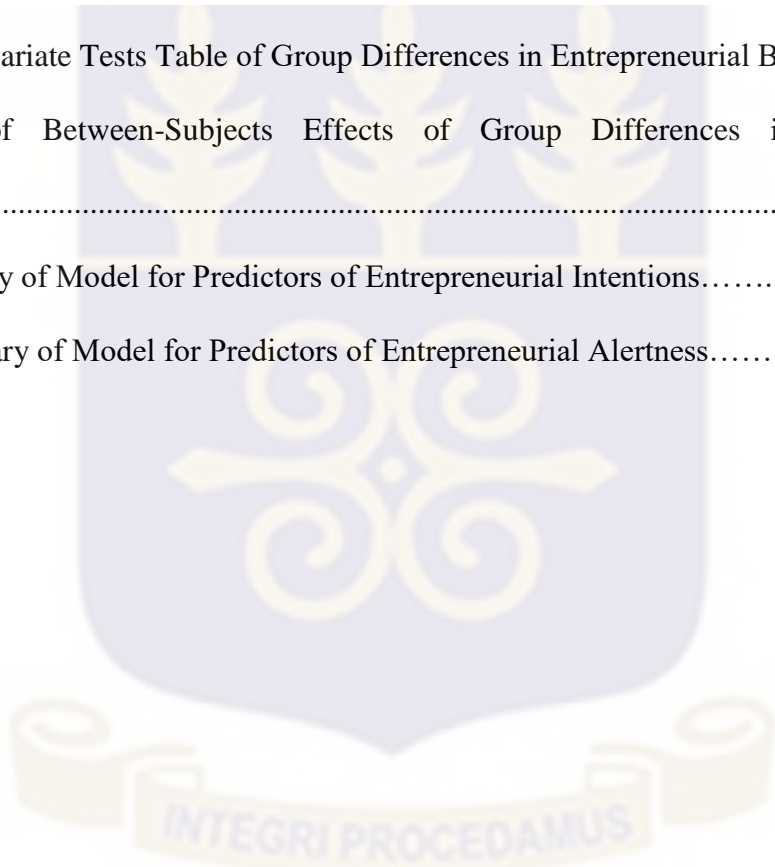 ariate Tests Table of Group Differences in Entrepreneurial B
of Between-Subjects Effects of Group Differences i
................................................................................................
y of Model for Predictors of Entrepreneurial Intentions……..
ary of Model for Predictors of Entrepreneurial Alertness……
INTEGRI PROCEDAMUS